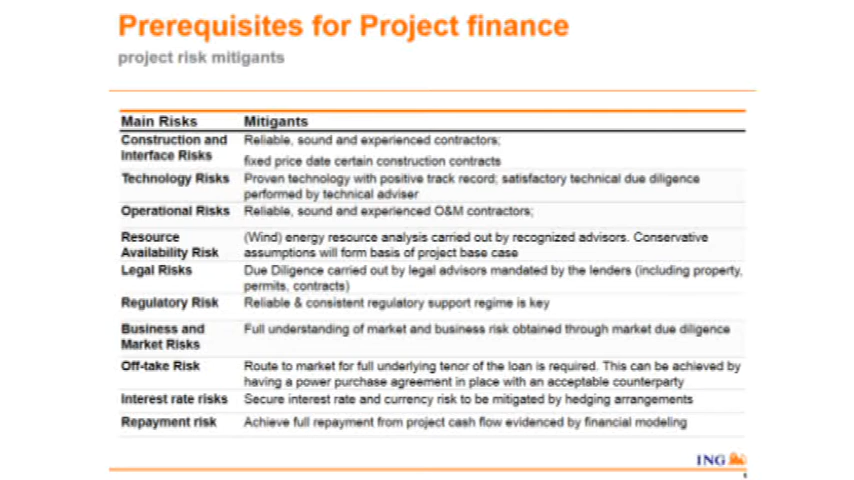 Prerequisites for Project finance
project risk mitigants
Main Risks Mitigants
Construction and Interface Risks Reliable, sound and experienced contractors;
fixed price date certain construction contracts
Technology Risks Proven technology with positive track record; satisfactory technical due diligence
performed by technical adviser
Operational Risks Reliable, sound and experienced O&M contractors;
Resource Availability Risk (Wind) energy resource analysis carried out by recognized advisors. Conservative
assumptions will form basis of project base case
Legal Risks Due Diligence carried out by legal advisors mandated by the lenders (including property,
permits, contracts)
Regulatory Risk Reliable & consistent regulatory support regime is key
Business and Market Risks Full understanding of market and business risk obtained through market due diligence
Off-take Risk Route to market for full underlying tenor of the loan is required. This can be achieved by
having a power purchase agreement in place with an acceptable counterparty
Interest rate risks Secure interest rate and currency risk to be mitigated by hedging arrangements
Repayment risk Achieve full repayment from project cash flow evidenced by financial modeling
ING